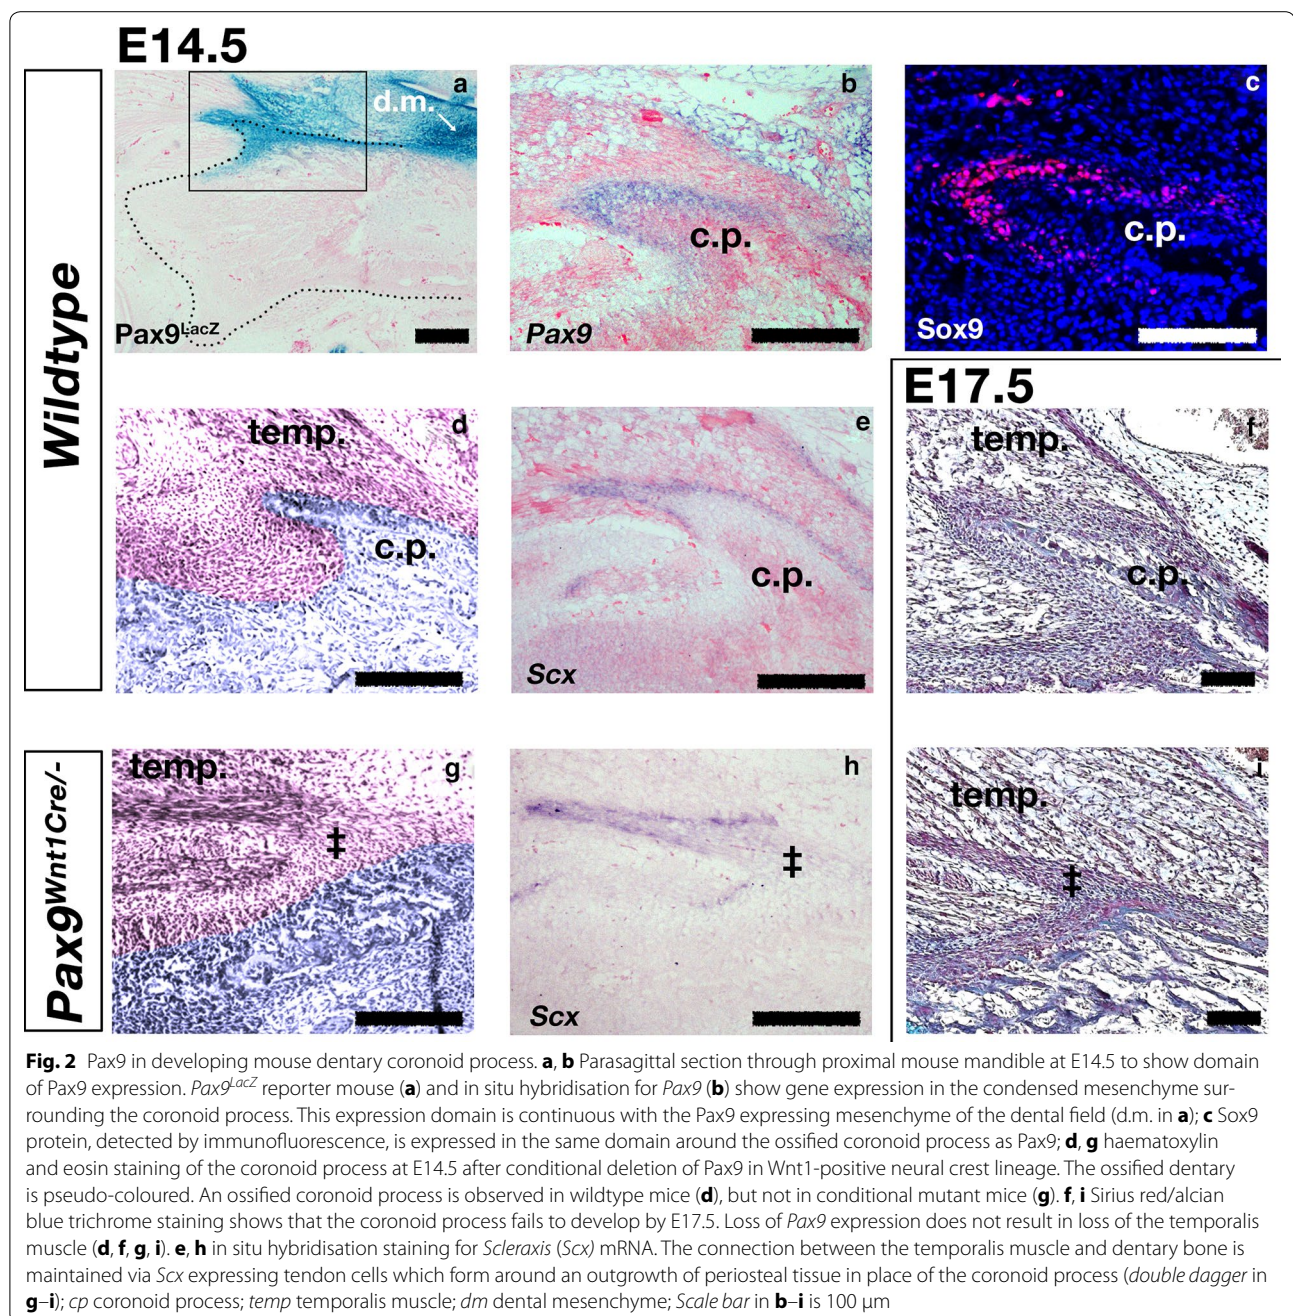 E14.5
Wildtype
a
d.m.
Pax9LacZ
b
c.p.
Pax9
c
c.p.
Sox9
E17.5
temp.
d
c.p.
e
c.p.
Scx
temp.
f
c.p.
Pax9Wnt1Cre/-
temp.
g
‡
h
‡
Scx
temp.
i
‡
Fig. 2 Pax9 in developing mouse dentary coronoid process. a, b Parasagittal section through proximal mouse mandible at E14.5 to show domain
of Pax9 expression. Pax9LacZ reporter mouse (a) and in situ hybridisation for Pax9 (b) show gene expression in the condensed mesenchyme sur-
rounding the coronoid process. This expression domain is continuous with the Pax9 expressing mesenchyme of the dental field (d.m. in a); c Sox9
protein, detected by immunofluorescence, is expressed in the same domain around the ossified coronoid process as Pax9; d, g haematoxylin
and eosin staining of the coronoid process at E14.5 after conditional deletion of Pax9 in Wnt1-positive neural crest lineage. The ossified dentary
is pseudo-coloured. An ossified coronoid process is observed in wildtype mice (d), but not in conditional mutant mice (g). f, i Sirius red/alcian
blue trichrome staining shows that the coronoid process fails to develop by E17.5. Loss of Pax9 expression does not result in loss of the temporalis
muscle (d, f, g, i). e, h in situ hybridisation staining for Scleraxis (Scx) mRNA. The connection between the temporalis muscle and dentary bone is
maintained via Scx expressing tendon cells which form around an outgrowth of periosteal tissue in place of the coronoid process (double dagger in
g–i); cp coronoid process; temp temporalis muscle; dm dental mesenchyme; Scale bar in b–i is 100 µm